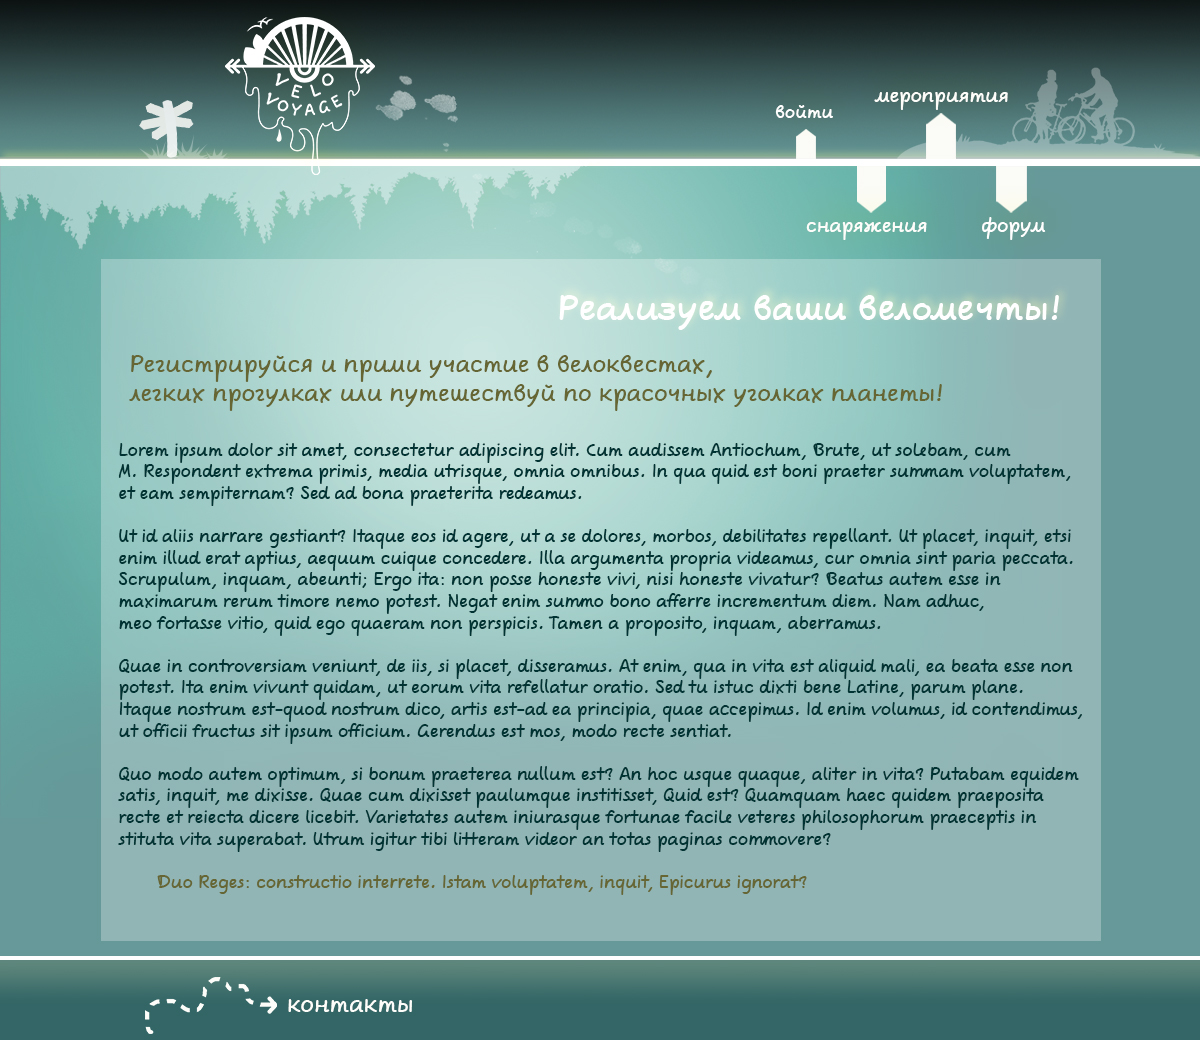 VELO
VOYAGE
войти
мероприятия
снаряжения
форум
Реализуем ваши веломечты!
Регистрируйся и прими участие в велоквестах,
легких прогулках или путешествуй по красочных уголках планеты!
Lorem ipsum dolor sit amet, consectetur adipiscing elit. Cum audissem Antiochum, Brute, ut solebam, cum
M. Respondent extrema primis, media utrisque, omnia omnibus. In qua quid est boni praeter summam voluptatem,
et eam sempiternam? Sed ad bona praeterita redeamus.
Ut id aliis narrare gestiant? Itaque eos id agere, ut a se dolores, morbos, debilitates repellant. Ut placet, inquit, etsi
enim illud erat aptius, aequum cuique concedere. Illa argumenta propria videamus, cur omnia sint paria peccata.
Scrupulum, inquam, abeunti; Ergo ita: non posse honeste vivi, nisi honeste vivatur? Beatus autem esse in
maximarum rerum timore nemo potest. Negat enim summo bono afferre incrementum diem. Nam adhuc,
meo fortasse vitio, quid ego quaeram non perspicis. Tamen a proposito, inquam, aberramus.
Quae in controversiam veniunt, de iis, si placet, disseramus. At enim, qua in vita est aliquid mali, ea beata esse non
potest. Ita enim vivunt quidam, ut eorum vita refellatur oratio. Sed tu istuc dixti bene Latine, parum plane.
Itaque nostrum est-quod nostrum dico, artis est-ad ea principia, quae accepimus. Id enim volumus, id contendimus,
ut officii fructus sit ipsum officium. Gerendus est mos, modo recte sentiat.
Quo modo autem optimum, si bonum praeterea nullum est? An hoc usque quaque, aliter in vita? Putabam equidem
satis, inquit, me dixisse. Quae cum dixisset paulumque institisset, Quid est? Quamquam haec quidem praeposita
recte et reiecta dicere licebit. Varietates autem iniurasque fortunae facile veteres philosophorum praeceptis in
stituta vita superabat. Utrum igitur tibi litteram videor an totas paginas commovere?
Duo Reges: constructio interrete. Istam voluptatem, inquit, Epicurus ignorat?
контакты